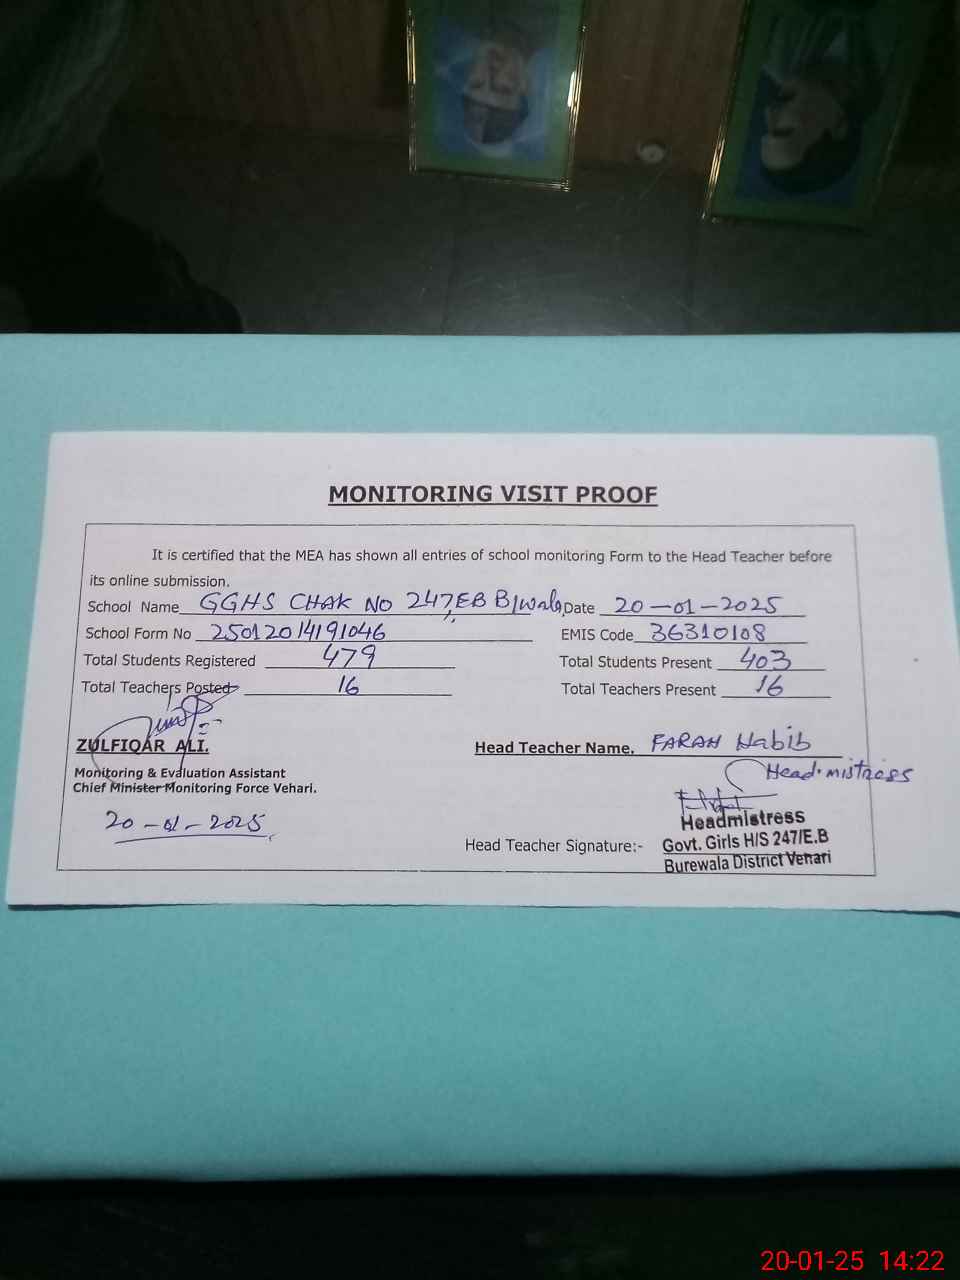 MONITORING VISIT PROOF
It is certified that the MEA has shown all entries of school monitoring Form to the Head Teacher before
its online submission.
School Name GGHS CHAK NO 247/EB B/wala Date 20-01-2025
School Form No 25012014191046 EMIS Code 36310108
Total Students Registered 479 Total Students Present 403
Total Teachers Posted 16 Total Teachers Present 16
ZULFIQAR ALI. Head Teacher Name. FARAH Habib
Head-mistress
Monitoring & Evaluation Assistant
Chief Minister Monitoring Force Vehari.
20-01-2025
Headmistress
Head Teacher Signature:- Govt. Girls H/S 247/E.B
Burewala District Vehari
20-01-25 14:22